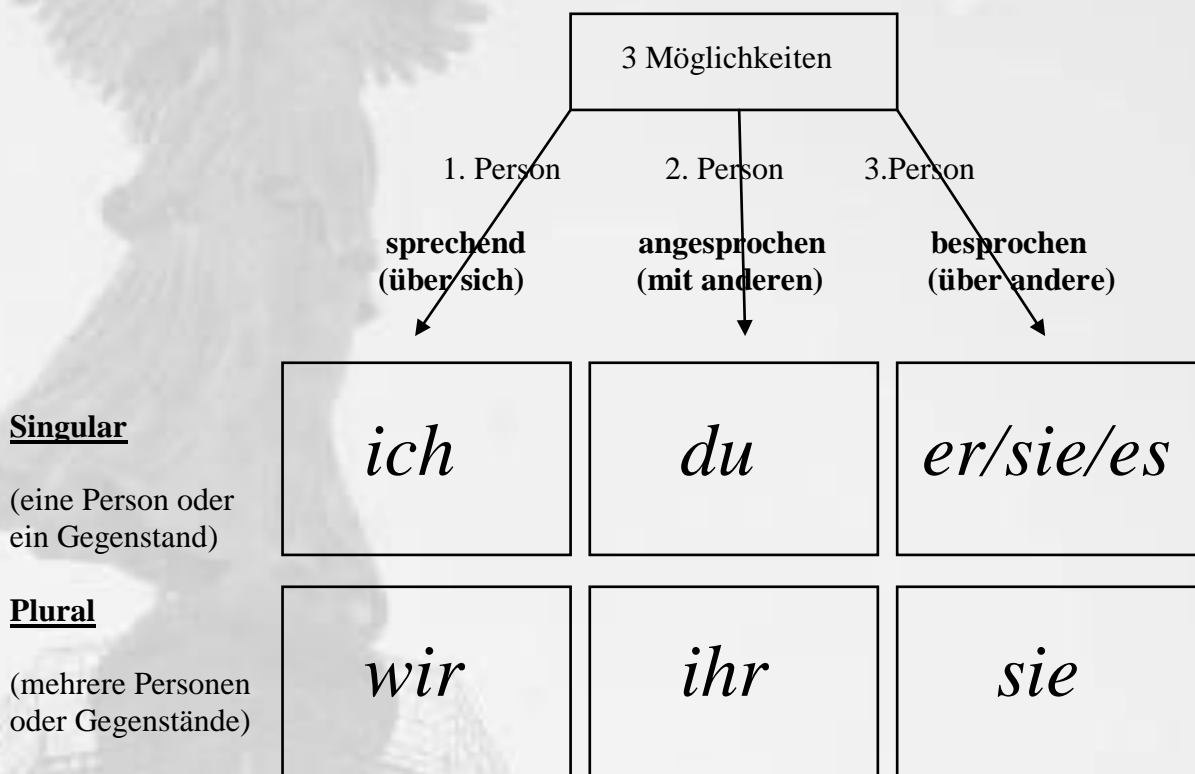 3 Möglichkeiten
1. Person 2. Person 3.Person
sprechend angesprochen besprochen
(über sich) (mit anderen) (über andere)
Singular
(eine Person oder
ein Gegenstand)
ich du er/sie/es
Plural
(mehrere Personen
oder Gegenstände)
wir ihr sie